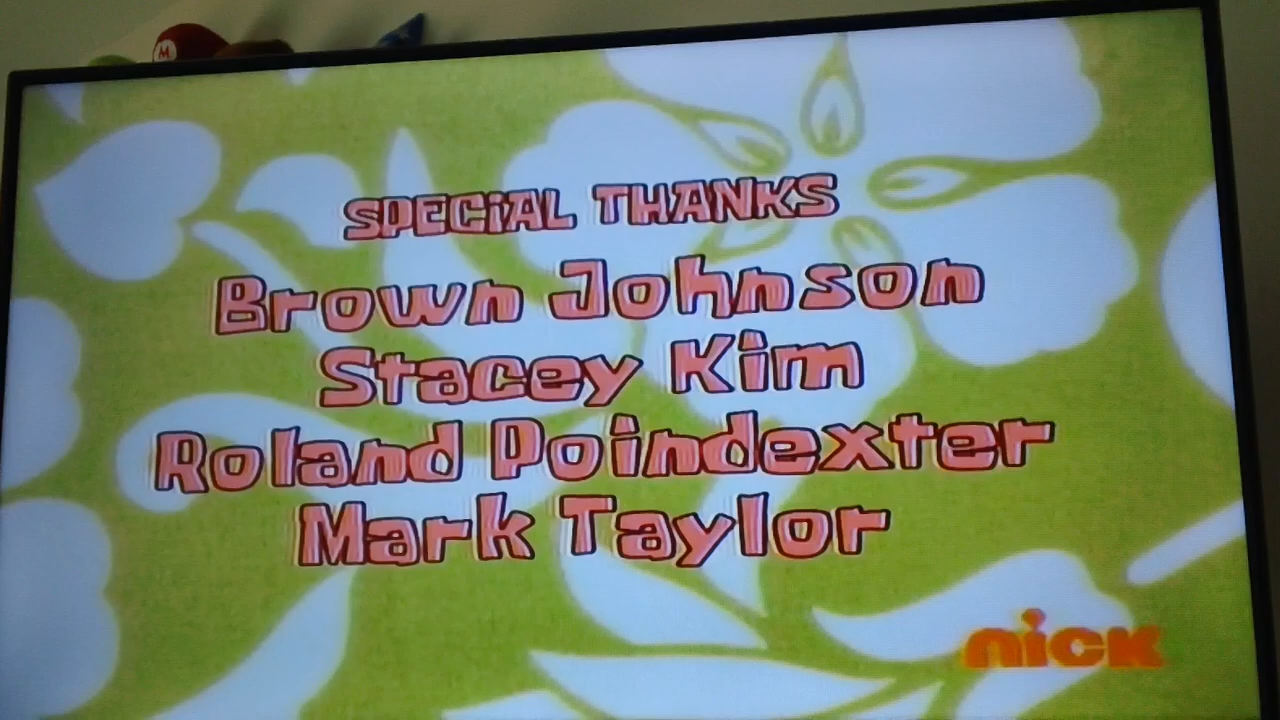 M
SPECIAL THANKS
Brown Johnson
Stacey Kim
Roland Poindexter
Mark Taylor
nick